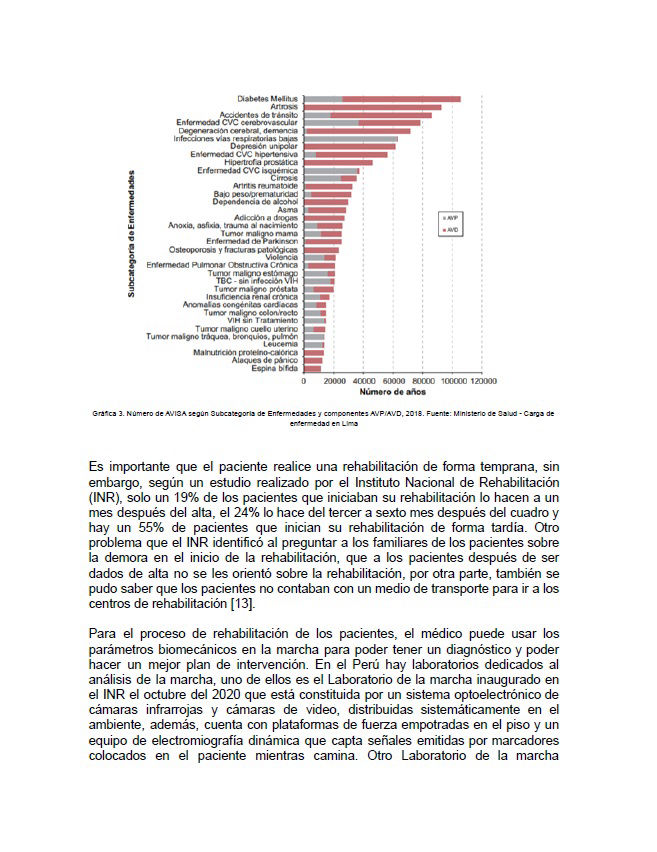 Subcategoría de Enfermedades
Diabetes Mellitus
Artrosis
Accidentes de tránsito
Enfermedad CVC cerebrovascular
Degeneración cerebral, demencia
Infecciones vías respiratorias bajas
Depresión unipolar
Enfermedad CVC hipertensiva
Hipertrofia prostática
Enfermedad CVC isquémica
Cirrosis
Artritis reumatoide
Bajo peso/prematuridad
Dependencia de alcohol
Asma
Adicción a drogas
Anoxia, asfixia, trauma al nacimiento
Tumor maligno mama
Enfermedad de Parkinson
Osteoporosis y fracturas patológicas
Violencia
Enfermedad Pulmonar Obstructiva Crónica
Tumor maligno estómago
TBC - sin infección VIH
Tumor maligno próstata
Insuficiencia renal crónica
Anomalías congénitas cardíacas
Tumor maligno colon/recto
VIH sin Tratamiento
Tumor maligno cuello uterino
Tumor maligno tráquea, bronquios, pulmón
Leucemia
Malnutrición proteíno-calórica
Ataques de pánico
Espina bífida
AVP
AVD
0 20000 40000 60000 80000 100000 120000
Número de años
Gráfica 3. Número de AVISA según Subcategoría de Enfermedades y componentes AVP/AVD, 2018. Fuente: Ministerio de Salud - Carga de
enfermedad en Lima
Es importante que el paciente realice una rehabilitación de forma temprana, sin
embargo, según un estudio realizado por el Instituto Nacional de Rehabilitación
(INR), solo un 19% de los pacientes que iniciaban su rehabilitación lo hacen a un
mes después del alta, el 24% lo hace del tercer a sexto mes después del cuadro y
hay un 55% de pacientes que inician su rehabilitación de forma tardía. Otro
problema que el INR identificó al preguntar a los familiares de los pacientes sobre
la demora en el inicio de la rehabilitación, que a los pacientes después de ser
dados de alta no se les orientó sobre la rehabilitación, por otra parte, también se
pudo saber que los pacientes no contaban con un medio de transporte para ir a los
centros de rehabilitación [13].
Para el proceso de rehabilitación de los pacientes, el médico puede usar los
parámetros biomecánicos en la marcha para poder tener un diagnóstico y poder
hacer un mejor plan de intervención. En el Perú hay laboratorios dedicados al
análisis de la marcha, uno de ellos es el Laboratorio de la marcha inaugurado en
el INR el octubre del 2020 que está constituida por un sistema optoelectrónico de
cámaras infrarrojas y cámaras de video, distribuidas sistemáticamente en el
ambiente, además, cuenta con plataformas de fuerza empotradas en el piso y un
equipo de electromiografía dinámica que capta señales emitidas por marcadores
colocados en el paciente mientras camina. Otro Laboratorio de la marcha